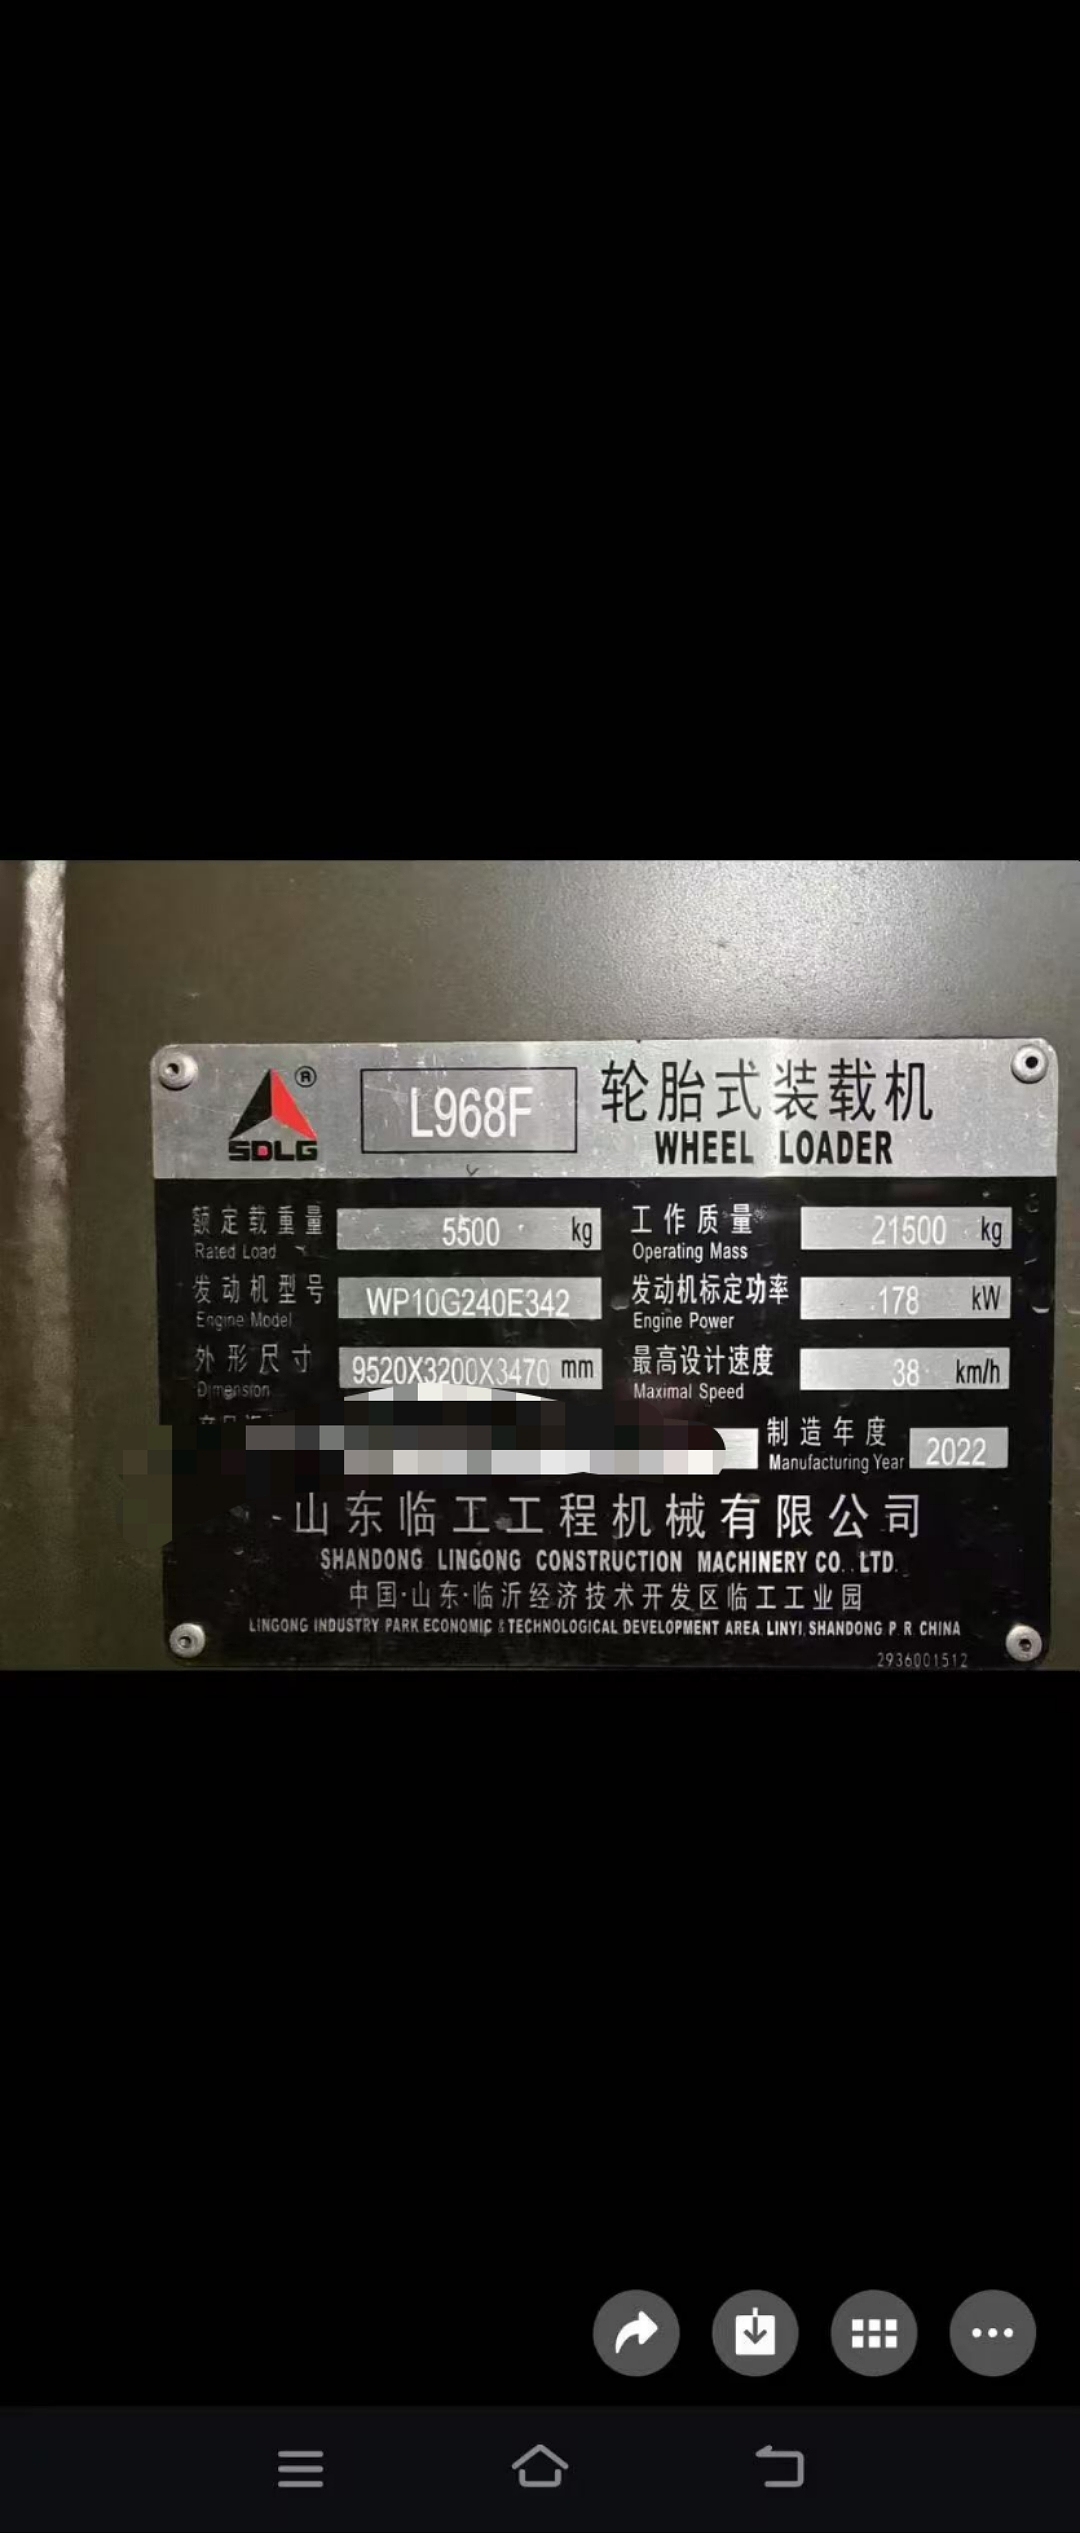 SDLG ®
L968F
轮胎式装载机
WHEEL LOADER
额定载重量 5500 kg 工作质量 21500 kg
Rated Load Operating Mass
发动机型号 WP10G240E342 发动机标定功率 178 kW
Engine Model Engine Power
外形尺寸 9520X3200X3470 mm 最高设计速度 38 km/h
Dimension Maximal Speed
制造年度 2022
Manufacturing Year
山东临工工程机械有限公司
SHANDONG LINGONG CONSTRUCTION MACHINERY CO. LTD.
中国·山东·临沂经济技术开发区临工工业园
LINGONG INDUSTRY PARK ECONOMIC & TECHNOLOGICAL DEVELOPMENT AREA LINYI, SHANDONG P. R. CHINA
2936001512